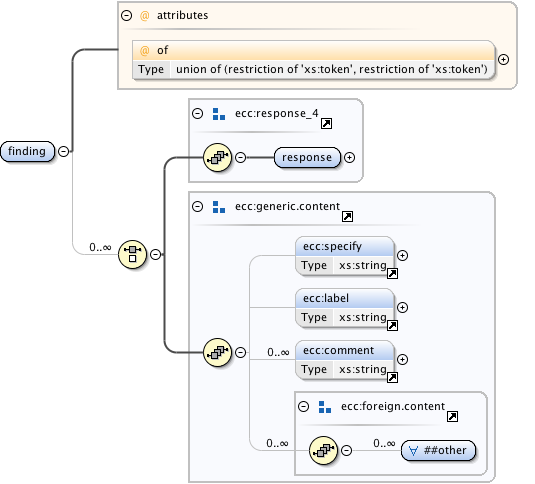 attributes
@ of
Type union of (restriction of 'xs:token', restriction of 'xs:token')
ecc:response_4
finding
response
ecc:generic.content
0..∞
ecc:specify
Type xs:string
ecc:label
Type xs:string
0..∞ ecc:comment
Type xs:string
ecc:foreign.content
0..∞
0..∞ ∀ ##other